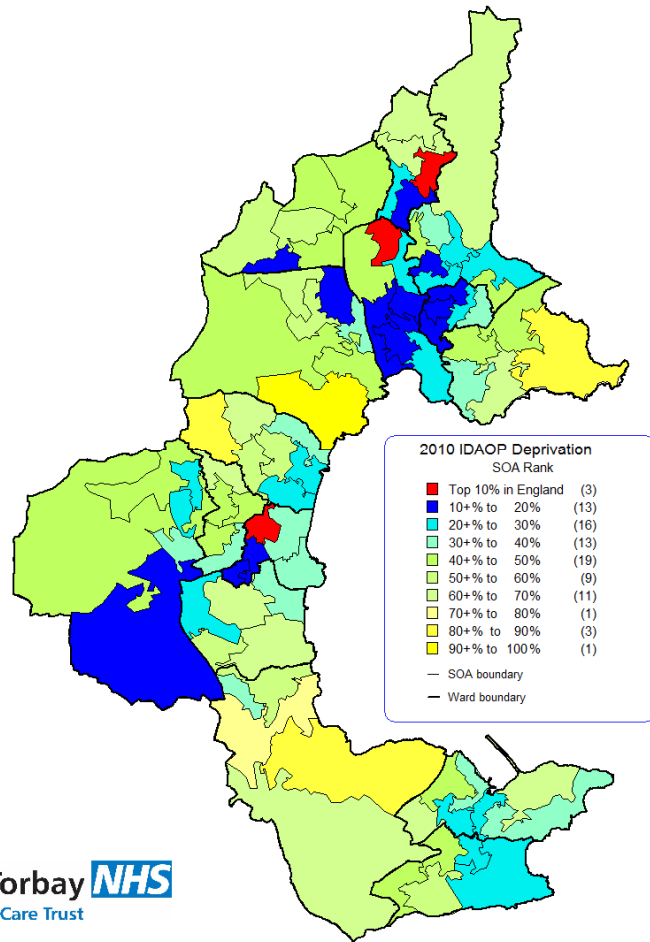 2010 IDAOP Deprivation
SOA Rank
Top 10% in England (3)
10+% to 20% (13)
20+% to 30% (16)
30+% to 40% (13)
40+% to 50% (19)
50+% to 60% (9)
60+% to 70% (11)
70+% to 80% (1)
80+% to 90% (3)
90+% to 100% (1)
SOA boundary
Ward boundary
orbay NHS
Care Trust